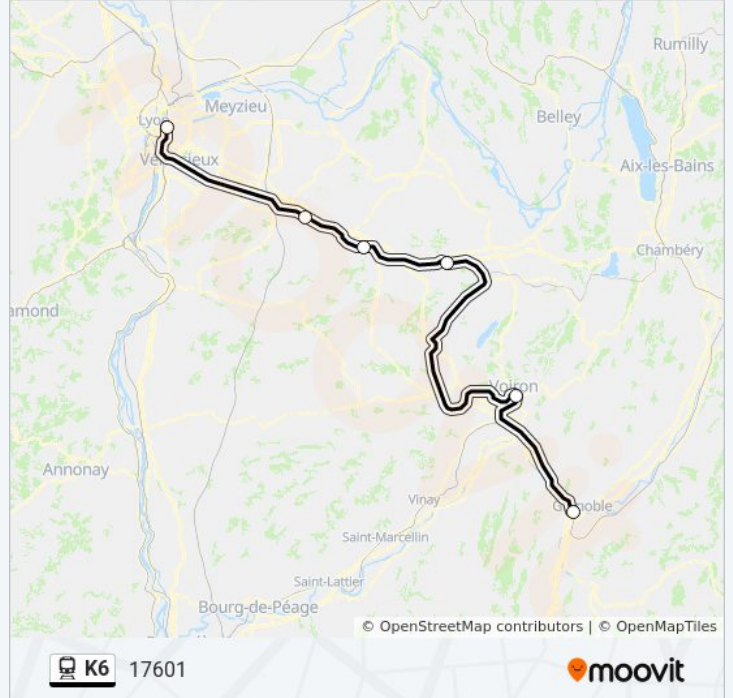 Rumilly
Meyzieu
Lyon
Belley
Vénissieux
Aix-les-Bains
Chambéry
amond
Voiron
Annonay
Vinay
Grenoble
Saint-Marcellin
Saint-Lattier
Bourg-de-Péage
© OpenStreetMap contributors | © OpenMapTiles
K6 17601 moovit